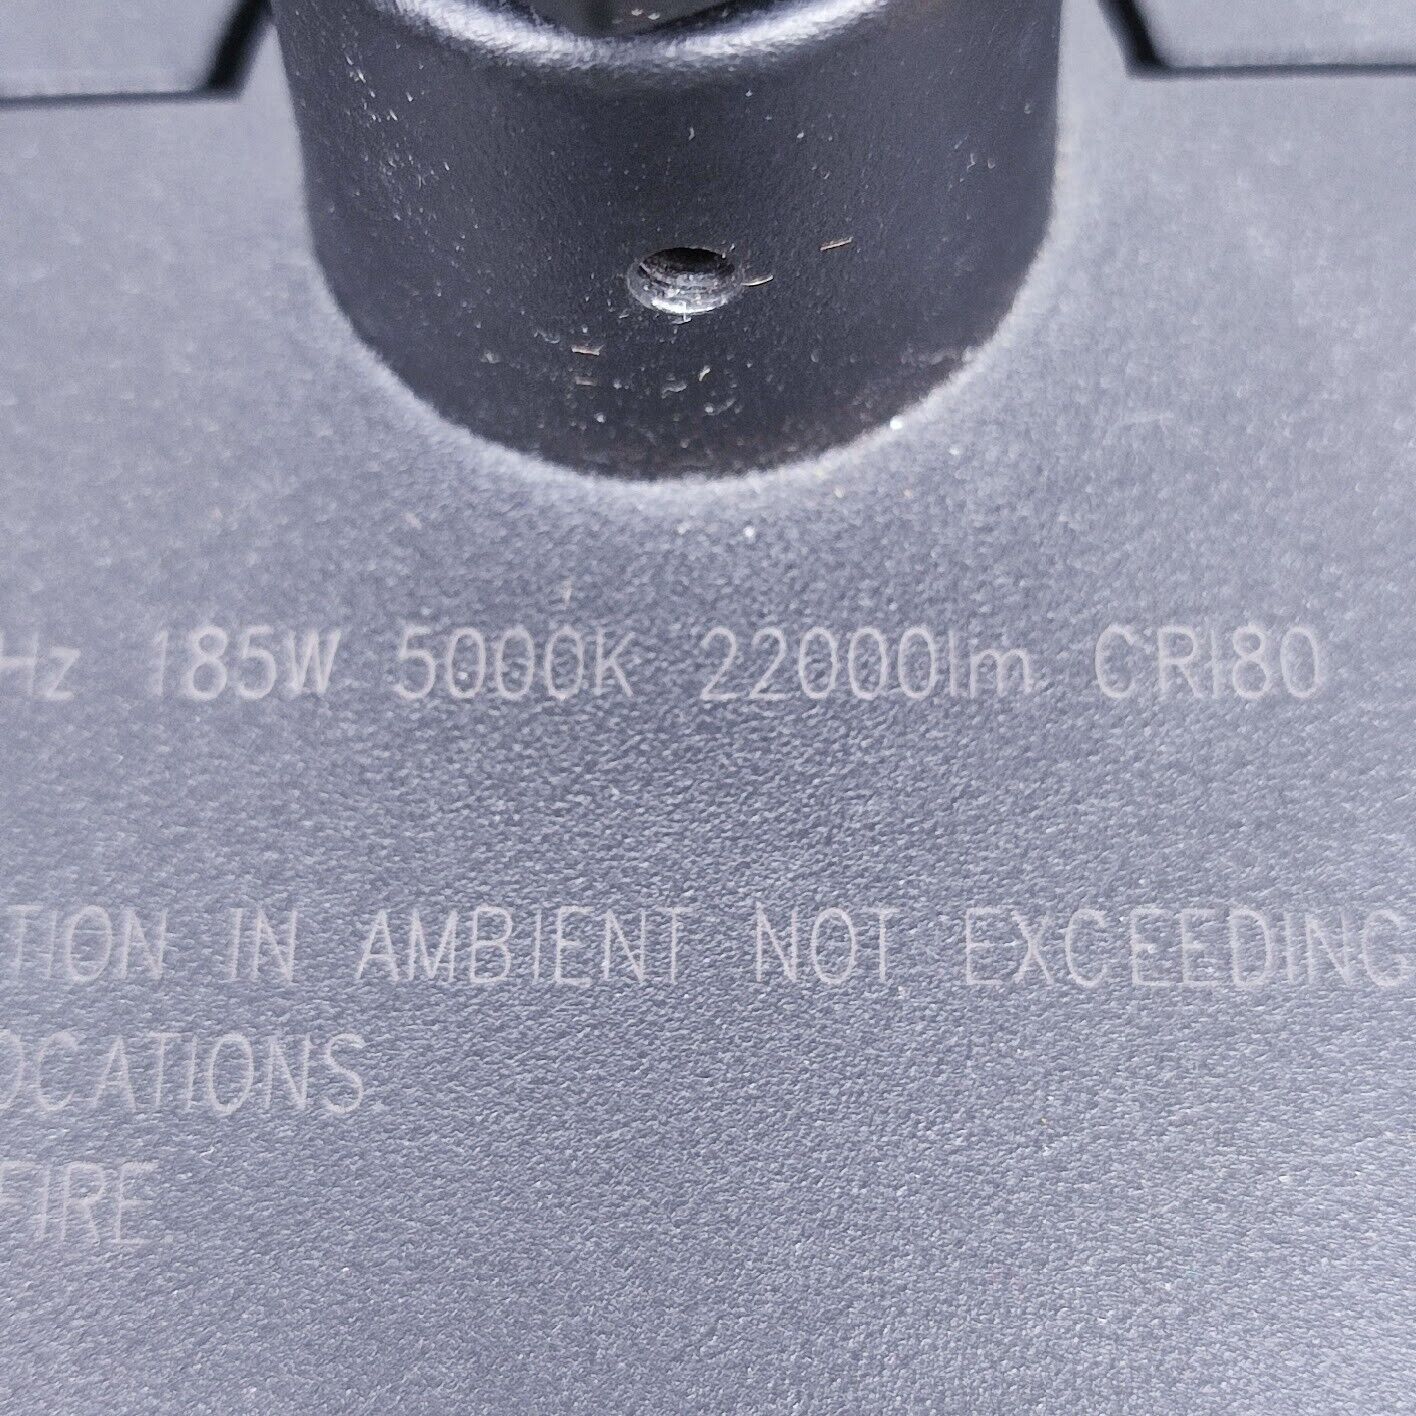 Hz 185W 5000K 22000lm CRI80
TION IN AMBIENT NOT EXCEEDING
OCATIONS
FIRE.